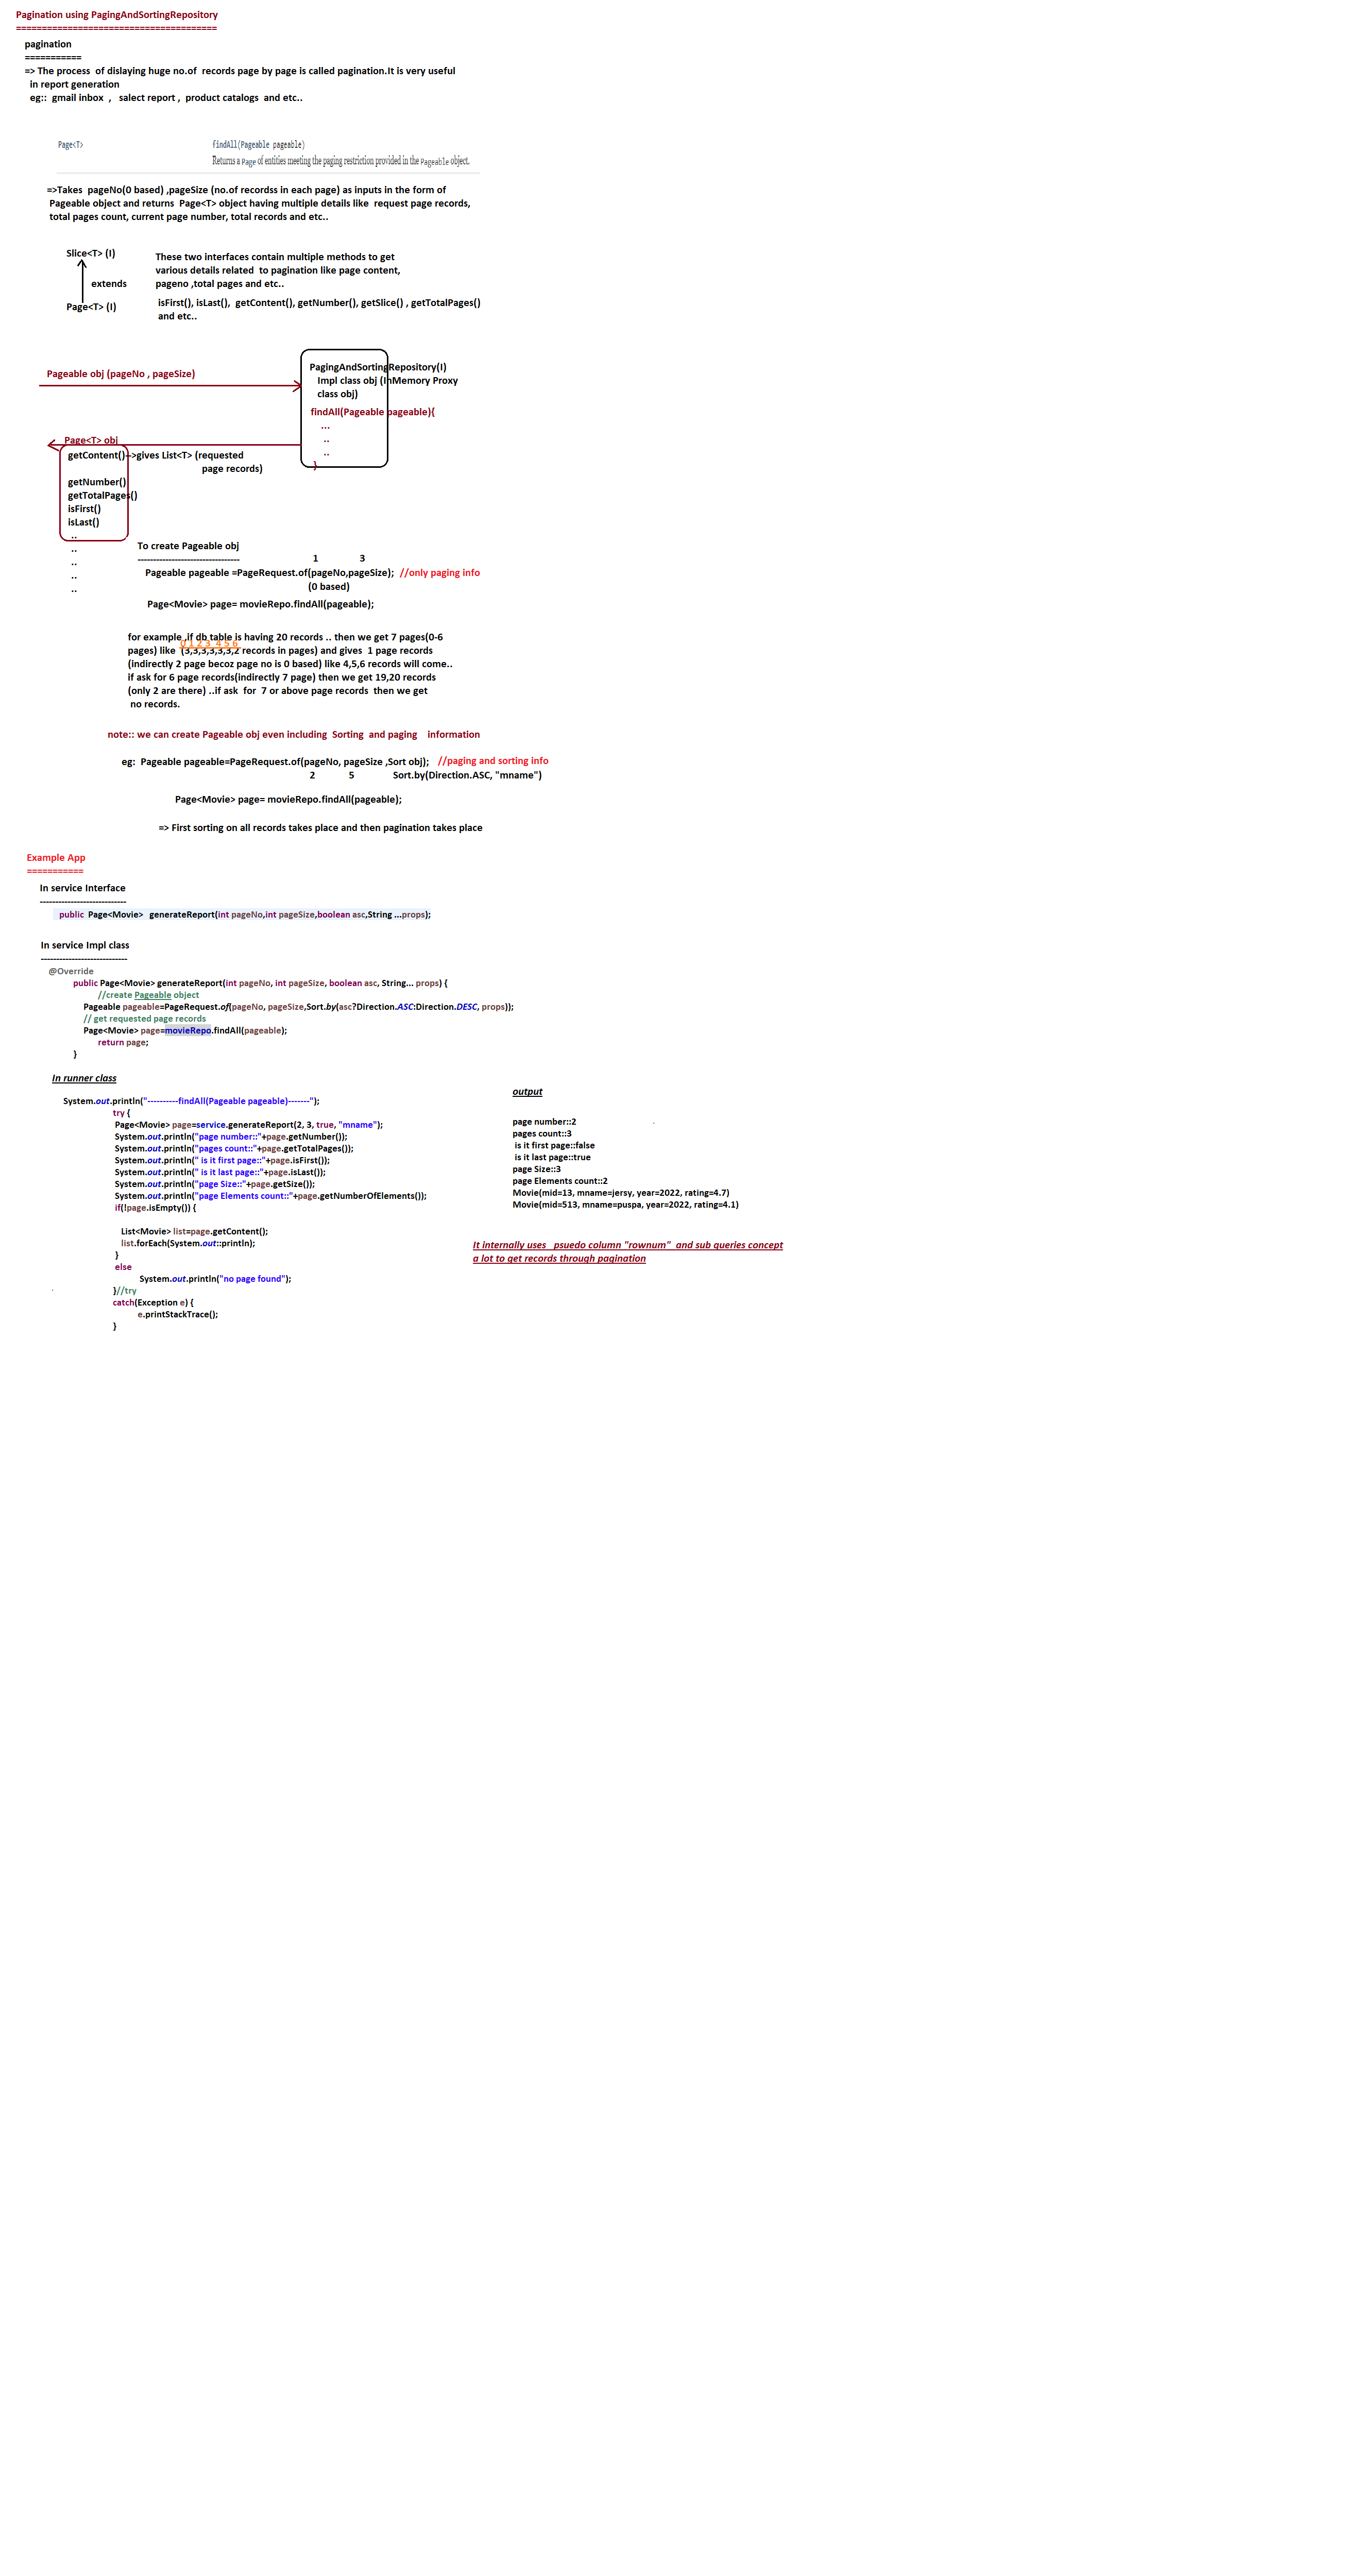 Pagination using PagingAndSortingRepository
=======================================
pagination
===========
=> The process of dislaying huge no.of records page by page is called pagination.It is very useful
in report generation
eg:: gmail inbox , salect report , product catalogs and etc..
Page<T> findAll(Pageable pageable)
Returns a Page of entities meeting the paging restriction provided in the Pageable object.
=>Takes pageNo(0 based) ,pageSize (no.of recordss in each page) as inputs in the form of
Pageable object and returns Page<T> object having multiple details like request page records,
total pages count, current page number, total records and etc..
Slice<T> (I)
extends
Page<T> (I)
These two interfaces contain multiple methods to get
various details related to pagination like page content,
pageno ,total pages and etc..
isFirst(), isLast(), getContent(), getNumber(), getSlice() , getTotalPages()
and etc..
Pageable obj (pageNo , pageSize)
PagingAndSortingRepository(I)
Impl class obj (InMemory Proxy
class obj)
findAll(Pageable pageable){
...
..
..
}
Page<T> obj
getContent()-->gives List<T> (requested
page records)
getNumber()
getTotalPages()
isFirst()
isLast()
..
..
..
..
..
To create Pageable obj
---------------------------------
1 3
Pageable pageable =PageRequest.of(pageNo,pageSize); //only paging info
(0 based)
Page<Movie> page= movieRepo.findAll(pageable);
for example ,if db table is having 20 records .. then we get 7 pages(0-6
0 1 2 3 4 5 6
pages) like (3,3,3,3,3,3,2 records in pages) and gives 1 page records
(indirectly 2 page becoz page no is 0 based) like 4,5,6 records will come..
if ask for 6 page records(indirectly 7 page) then we get 19,20 records
(only 2 are there) ..if ask for 7 or above page records then we get
no records.
note:: we can create Pageable obj even including Sorting and paging information
eg: Pageable pageable=PageRequest.of(pageNo, pageSize ,Sort obj); //paging and sorting info
2 5 Sort.by(Direction.ASC, "mname")
Page<Movie> page= movieRepo.findAll(pageable);
=> First sorting on all records takes place and then pagination takes place
Example App
===========
In service Interface
----------------------------
public Page<Movie> generateReport(int pageNo,int pageSize,boolean asc,String ...props);
In service Impl class
----------------------------
@Override
public Page<Movie> generateReport(int pageNo, int pageSize, boolean asc, String... props) {
//create Pageable object
Pageable pageable=PageRequest.of(pageNo, pageSize,Sort.by(asc?Direction.ASC:Direction.DESC, props));
// get requested page records
Page<Movie> page=movieRepo.findAll(pageable);
return page;
}
In runner class
System.out.println("----------findAll(Pageable pageable)-------");
try {
Page<Movie> page=service.generateReport(2, 3, true, "mname");
System.out.println("page number::"+page.getNumber());
System.out.println("pages count::"+page.getTotalPages());
System.out.println(" is it first page::"+page.isFirst());
System.out.println(" is it last page::"+page.isLast());
System.out.println("page Size::"+page.getSize());
System.out.println("page Elements count::"+page.getNumberOfElements());
if(!page.isEmpty()) {
List<Movie> list=page.getContent();
list.forEach(System.out::println);
}
else
System.out.println("no page found");
}//try
catch(Exception e) {
e.printStackTrace();
}
output
page number::2
pages count::3
is it first page::false
is it last page::true
page Size::3
page Elements count::2
Movie(mid=13, mname=jersy, year=2022, rating=4.7)
Movie(mid=513, mname=puspa, year=2022, rating=4.1)
It internally uses psuedo column "rownum" and sub queries concept
a lot to get records through pagination